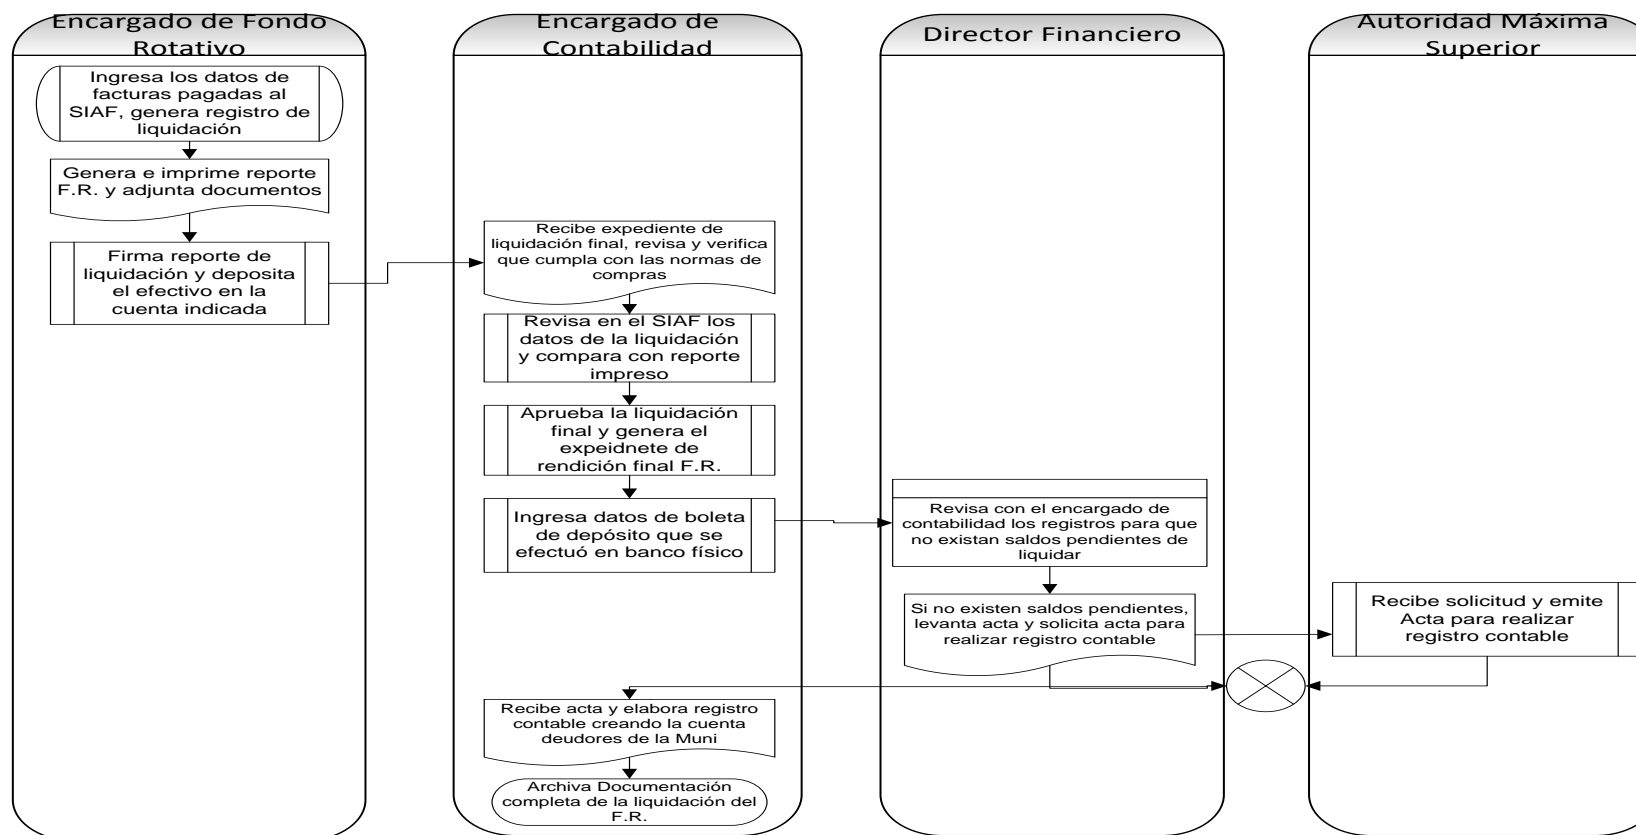 Encargado de Fondo
Rotativo
Encargado de
Contabilidad
Director Financiero
Autoridad Máxima
Superior
Ingresa los datos de
facturas pagadas al
SIAF, genera registro de
liquidación
Genera e imprime reporte
F.R. y adjunta documentos
Firma reporte de
liquidación y deposita
el efectivo en la
cuenta indicada
Recibe expediente de
liquidación final, revisa y verifica
que cumpla con las normas de
compras
Revisa en el SIAF los
datos de la liquidación
y compara con reporte
impreso
Aprueba la liquidación
final y genera el
expeidnete de
rendición final F.R.
Ingresa datos de boleta
de depósito que se
efectuó en banco físico
Revisa con el encargado de
contabilidad los registros para que
no existan saldos pendientes de
liquidar
Si no existen saldos pendientes,
levanta acta y solicita acta para
realizar registro contable
Recibe solicitud y emite
Acta para realizar
registro contable
Recibe acta y elabora registro
contable creando la cuenta
deudores de la Muni
Archiva Documentación
completa de la liquidación del
F.R.